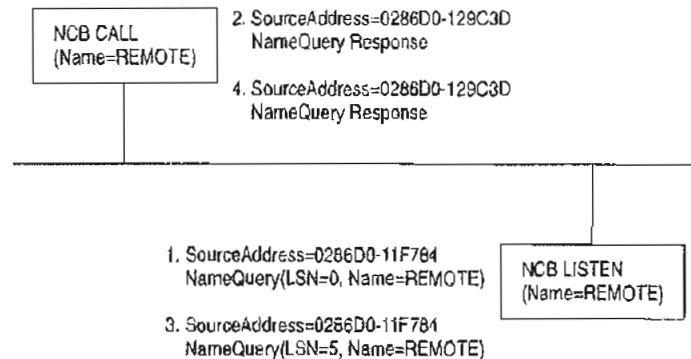 NCB CALL
(Name=REMOTE)
2. SourceAddress=0286D0-129C3D
NameQuery Response
4. SourceAddress=0286D0-129C3D
NameQuery Response
1. SourceAddress=0286D0-11F784
NameQuery(LSN=0, Name=REMOTE)
3. SourceAddress=0286D0-11F784
NameQuery(LSN=5, Name=REMOTE)
NCB LISTEN
(Name=REMOTE)